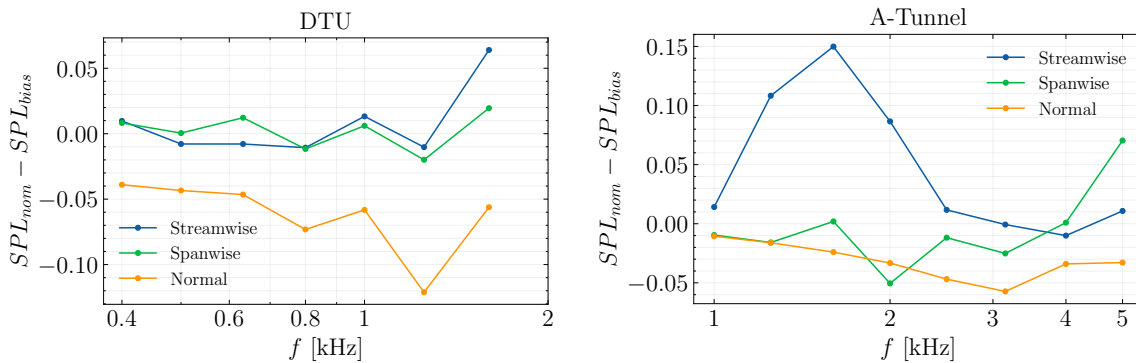 DTU
SPL_nom − SPL_bias
0.05
0.00
−0.05
−0.10
Streamwise
Spanwise
Normal
0.4 0.6 0.8 1 2
f [kHz]
A-Tunnel
SPL_nom − SPL_bias
0.15
0.10
0.05
0.00
−0.05
Streamwise
Spanwise
Normal
1 2 3 4 5
f [kHz]